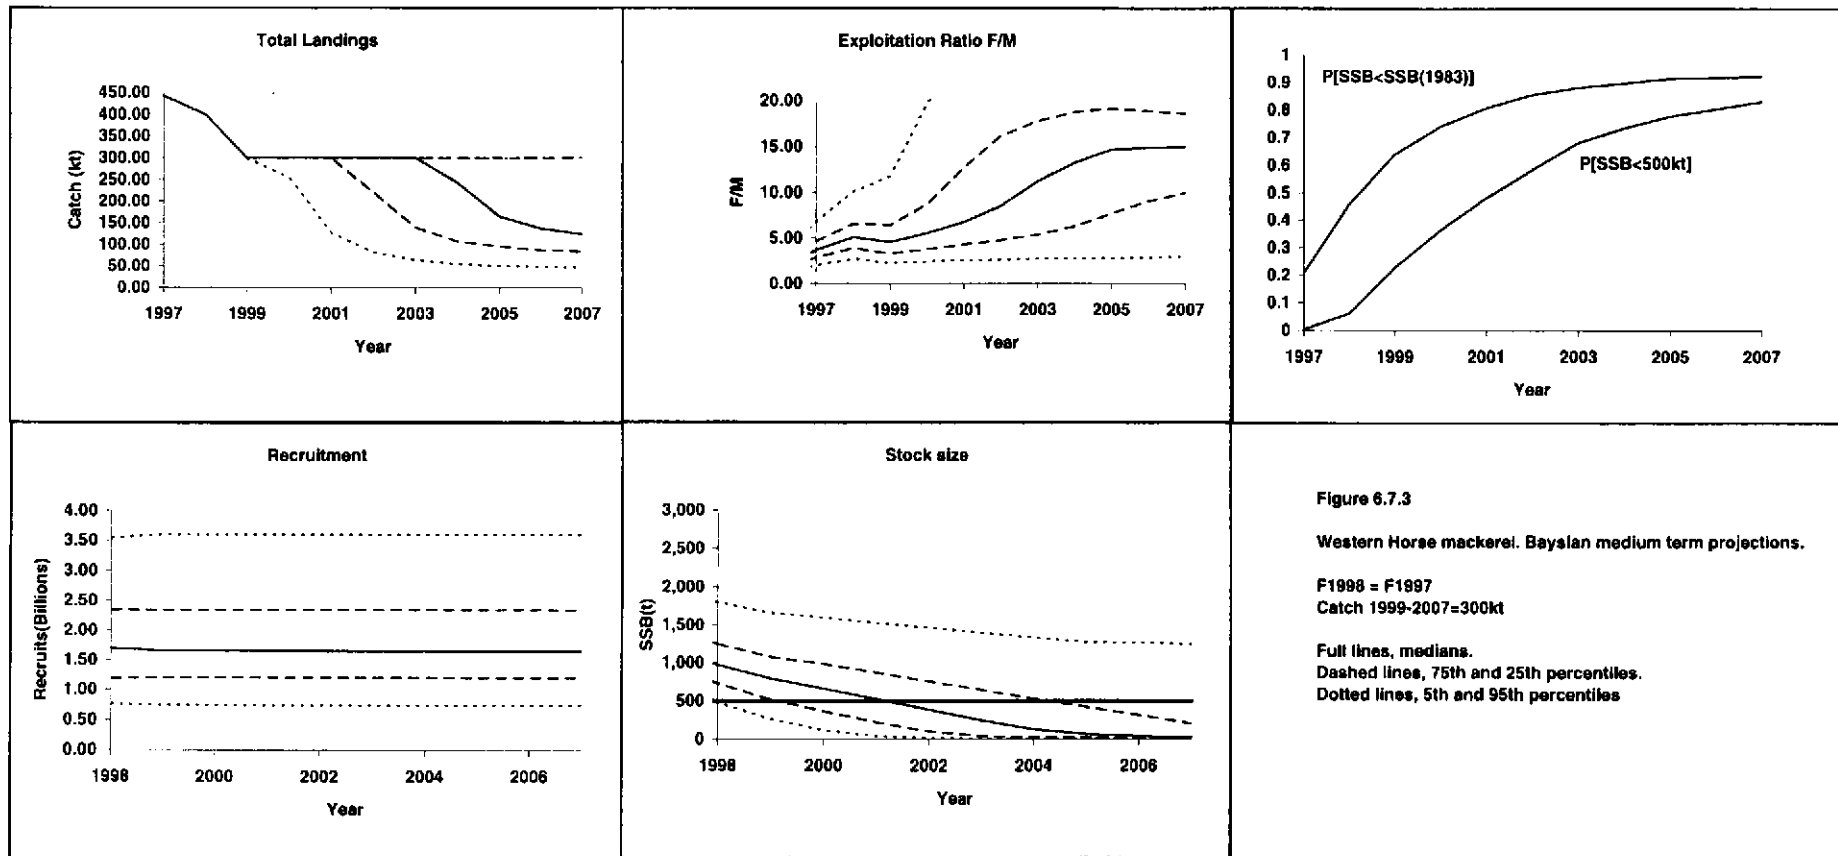 Total Landings
450.00
400.00
350.00
300.00
250.00
200.00
150.00
100.00
50.00
0.00
Catch (kt)
1997 1999 2001 2003 2005 2007
Year
Exploitation Ratio F/M
20.00
15.00
10.00
5.00
0.00
F/M
1997 1999 2001 2003 2005 2007
Year
1
0.9
0.8
0.7
0.6
0.5
0.4
0.3
0.2
0.1
0
P[SSB<SSB(1983)]
P[SSB<500kt]
1997 1999 2001 2003 2005 2007
Year
Recruitment
4.00
3.50
3.00
2.50
2.00
1.50
1.00
0.50
0.00
Recruits(Billions)
1998 2000 2002 2004 2006
Year
Stock size
3,000
2,500
2,000
1,500
1,000
500
0
SSB(t)
1998 2000 2002 2004 2006
Year
Figure 6.7.3
Western Horse mackerel. Baysian medium term projections.
F1998 = F1997
Catch 1999-2007=300kt
Full lines, medians.
Dashed lines, 75th and 25th percentiles.
Dotted lines, 5th and 95th percentiles